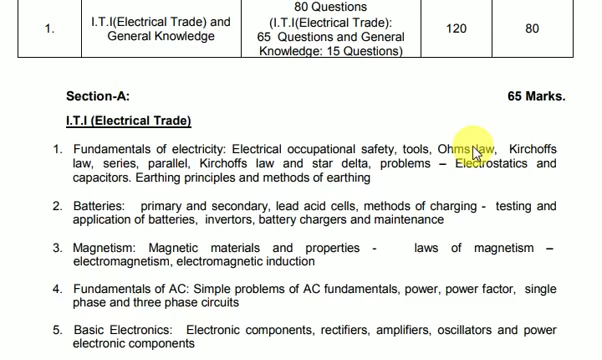 80 Questions
1. I.T.I(Electrical Trade) and (I.T.I(Electrical Trade): 120 80
General Knowledge 65 Questions and General
Knowledge: 15 Questions)
Section-A: 65 Marks.
I.T.I (Electrical Trade)
1. Fundamentals of electricity: Electrical occupational safety, tools, Ohms law, Kirchoffs
law, series, parallel, Kirchoffs law and star delta, problems – Electrostatics and
capacitors. Earthing principles and methods of earthing
2. Batteries: primary and secondary, lead acid cells, methods of charging - testing and
application of batteries, invertors, battery chargers and maintenance
3. Magnetism: Magnetic materials and properties - laws of magnetism –
electromagnetism, electromagnetic induction
4. Fundamentals of AC: Simple problems of AC fundamentals, power, power factor, single
phase and three phase circuits
5. Basic Electronics: Electronic components, rectifiers, amplifiers, oscillators and power
electronic components